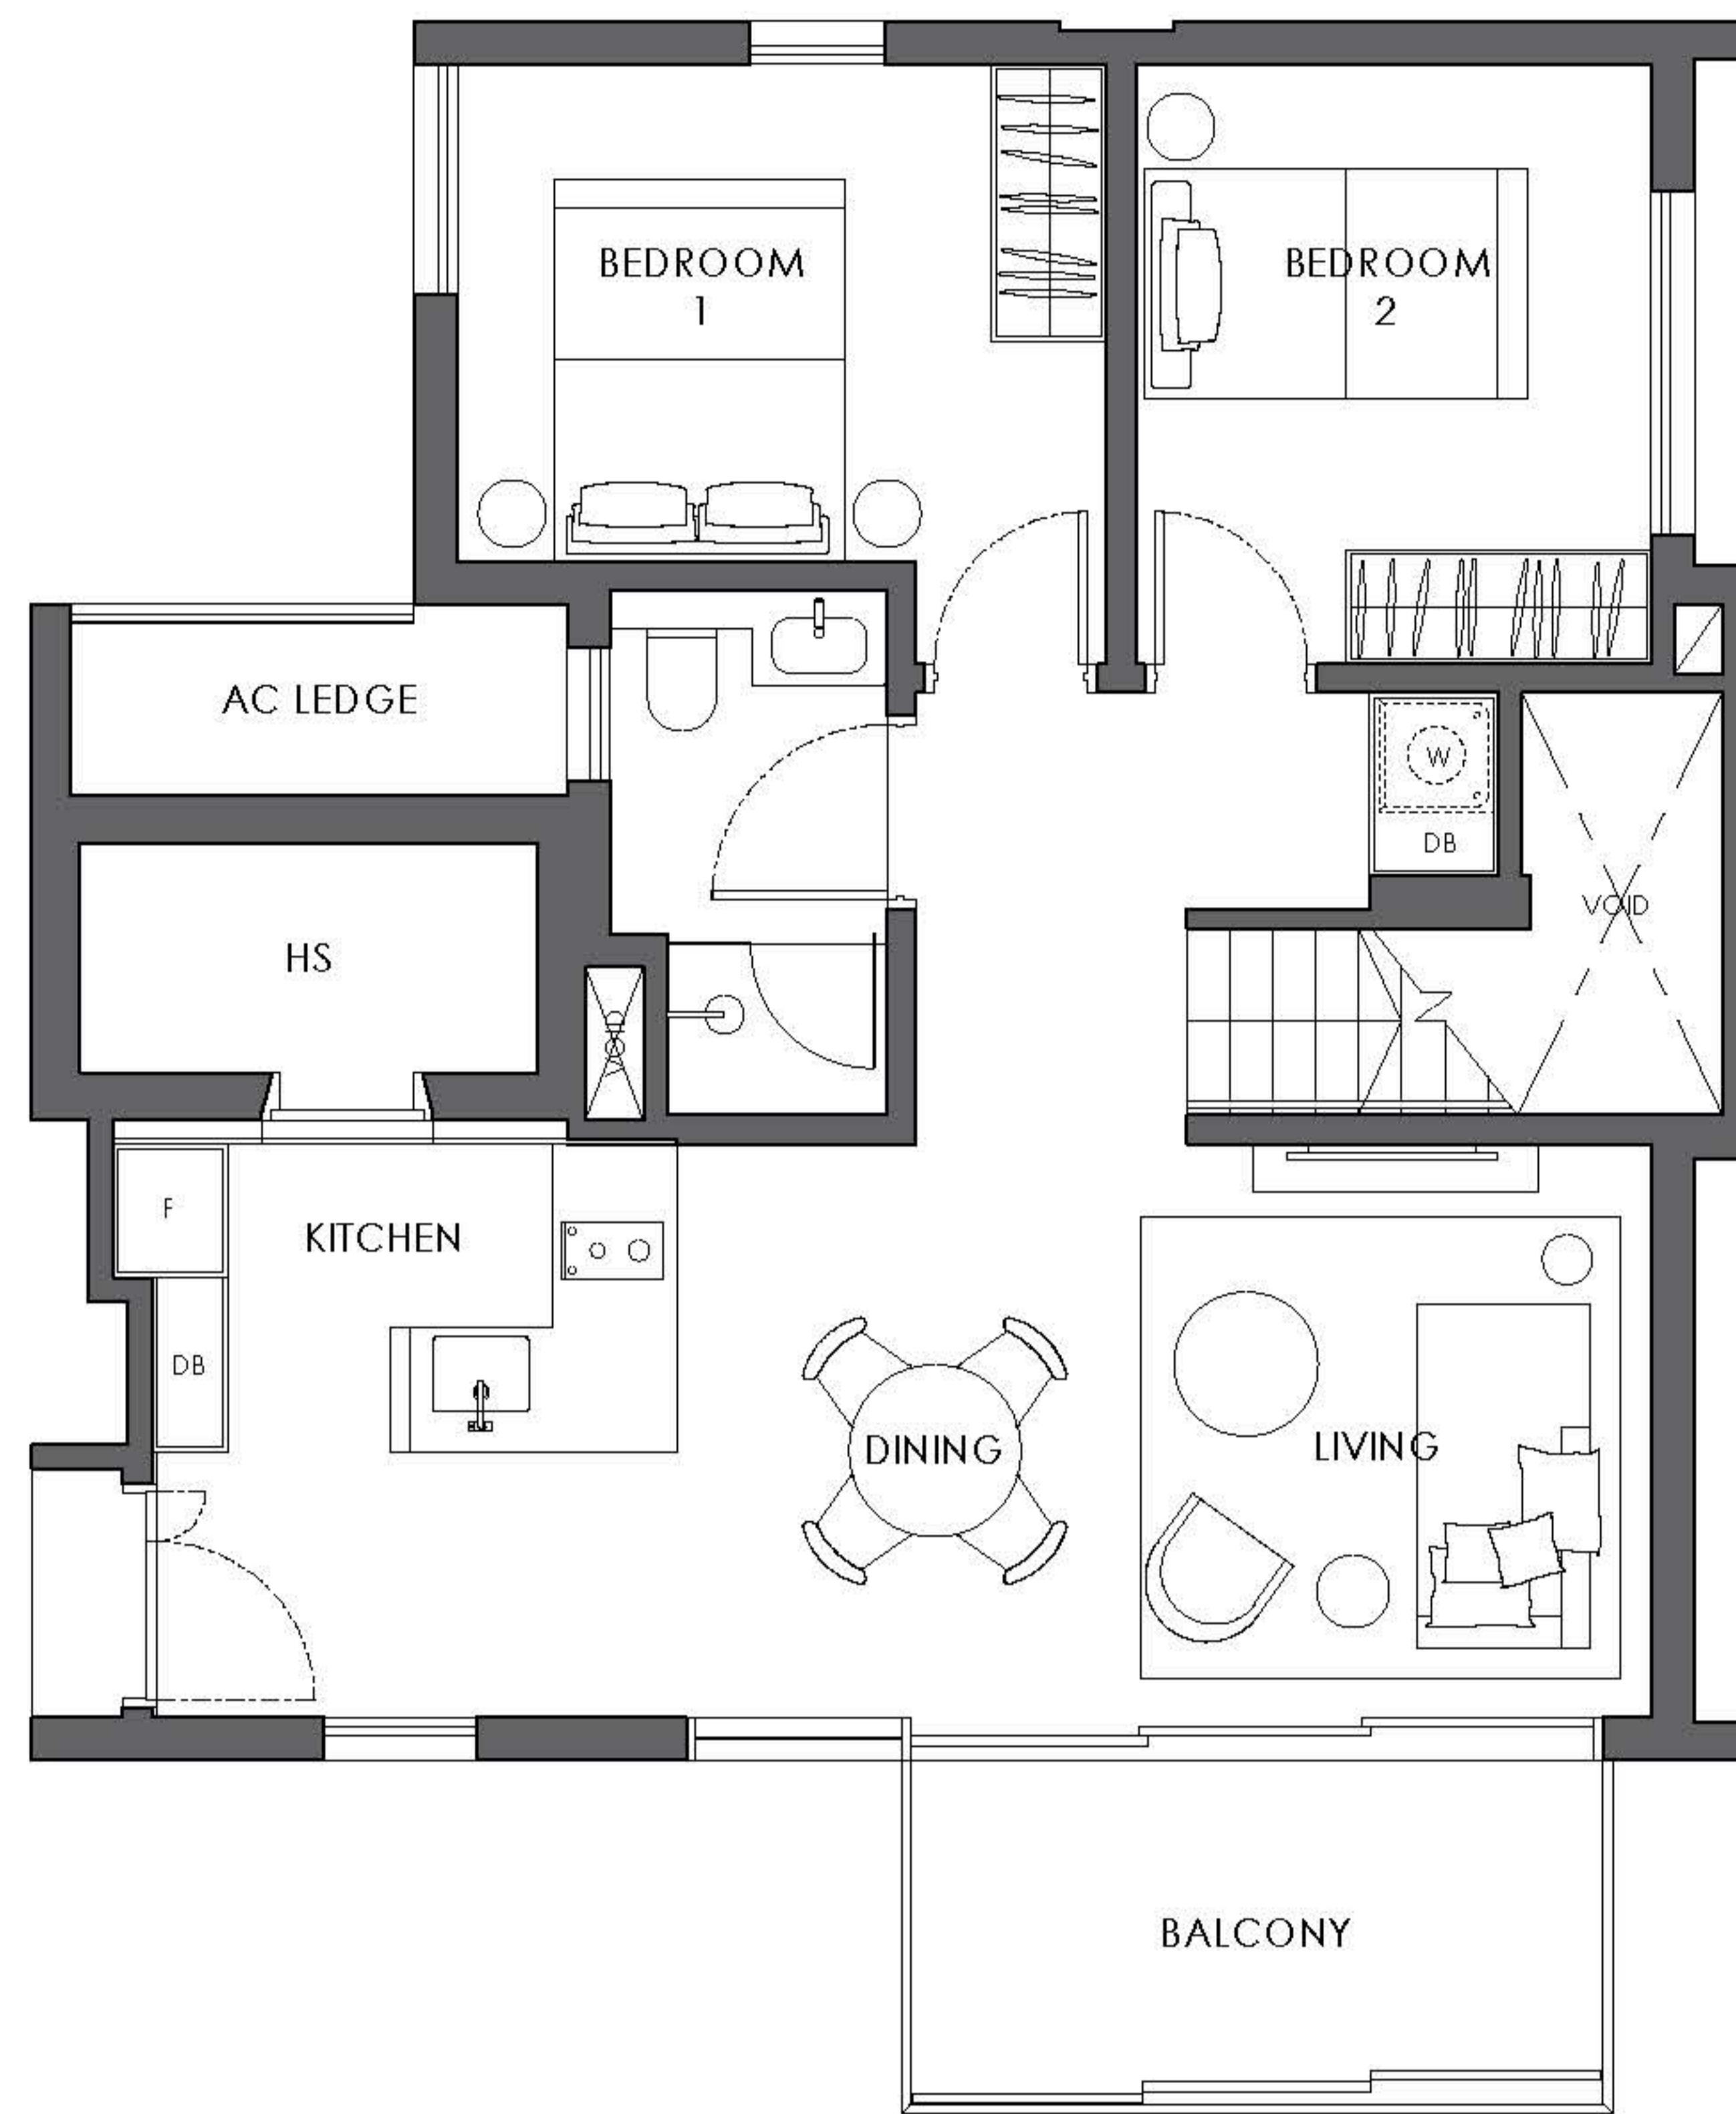 BEDROOM
1
BEDROOM
2
AC LEDGE
W
DB
VOID
HS
F
KITCHEN
DB
DINING
LIVING
BALCONY